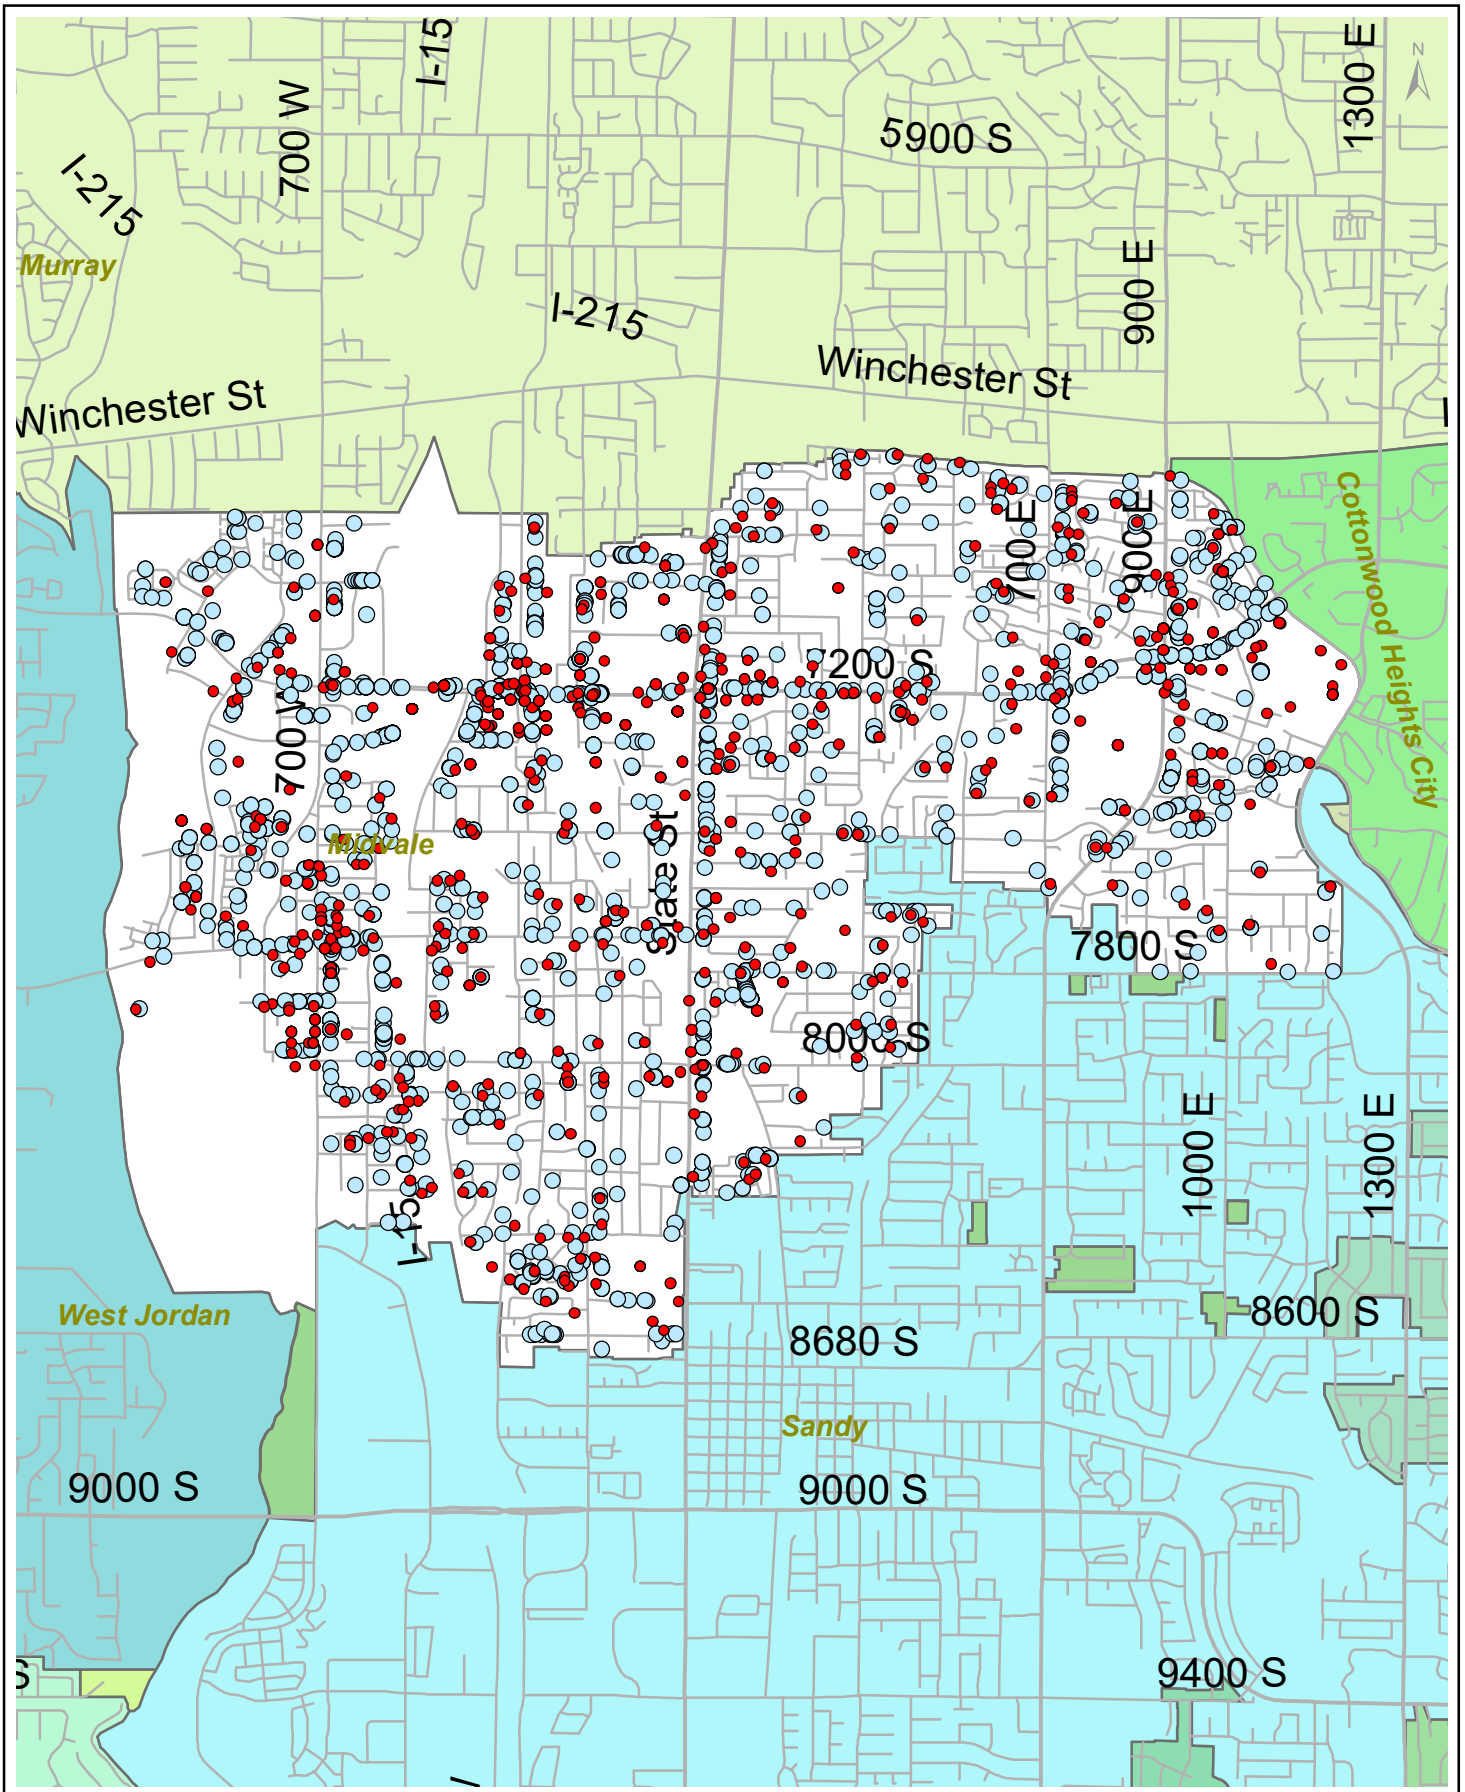 I-15
1300 E
N
700 W
5900 S
I-215
Murray
900 E
I-215
Winchester St
Winchester St
Cottonwood Heights City
900 E
700 E
7200 S
700 W
Midvale
State St
7800 S
8000 S
1000 E
1300 E
I-15
West Jordan
8600 S
8680 S
Sandy
9000 S
9000 S
9400 S
S